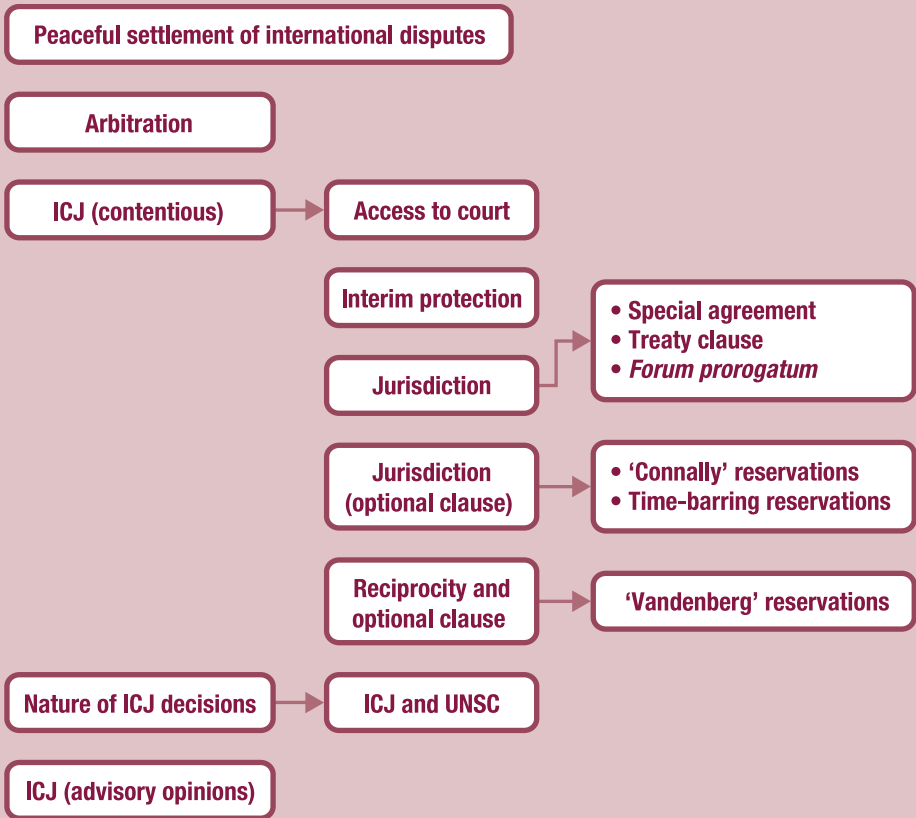 Peaceful settlement of international disputes
Arbitration
ICJ (contentious)
Access to court
Interim protection
Jurisdiction
• Special agreement
• Treaty clause
• Forum prorogatum
Jurisdiction
(optional clause)
• ‘Connally’ reservations
• Time-barring reservations
Reciprocity and
optional clause
‘Vandenberg’ reservations
Nature of ICJ decisions
ICJ and UNSC
ICJ (advisory opinions)